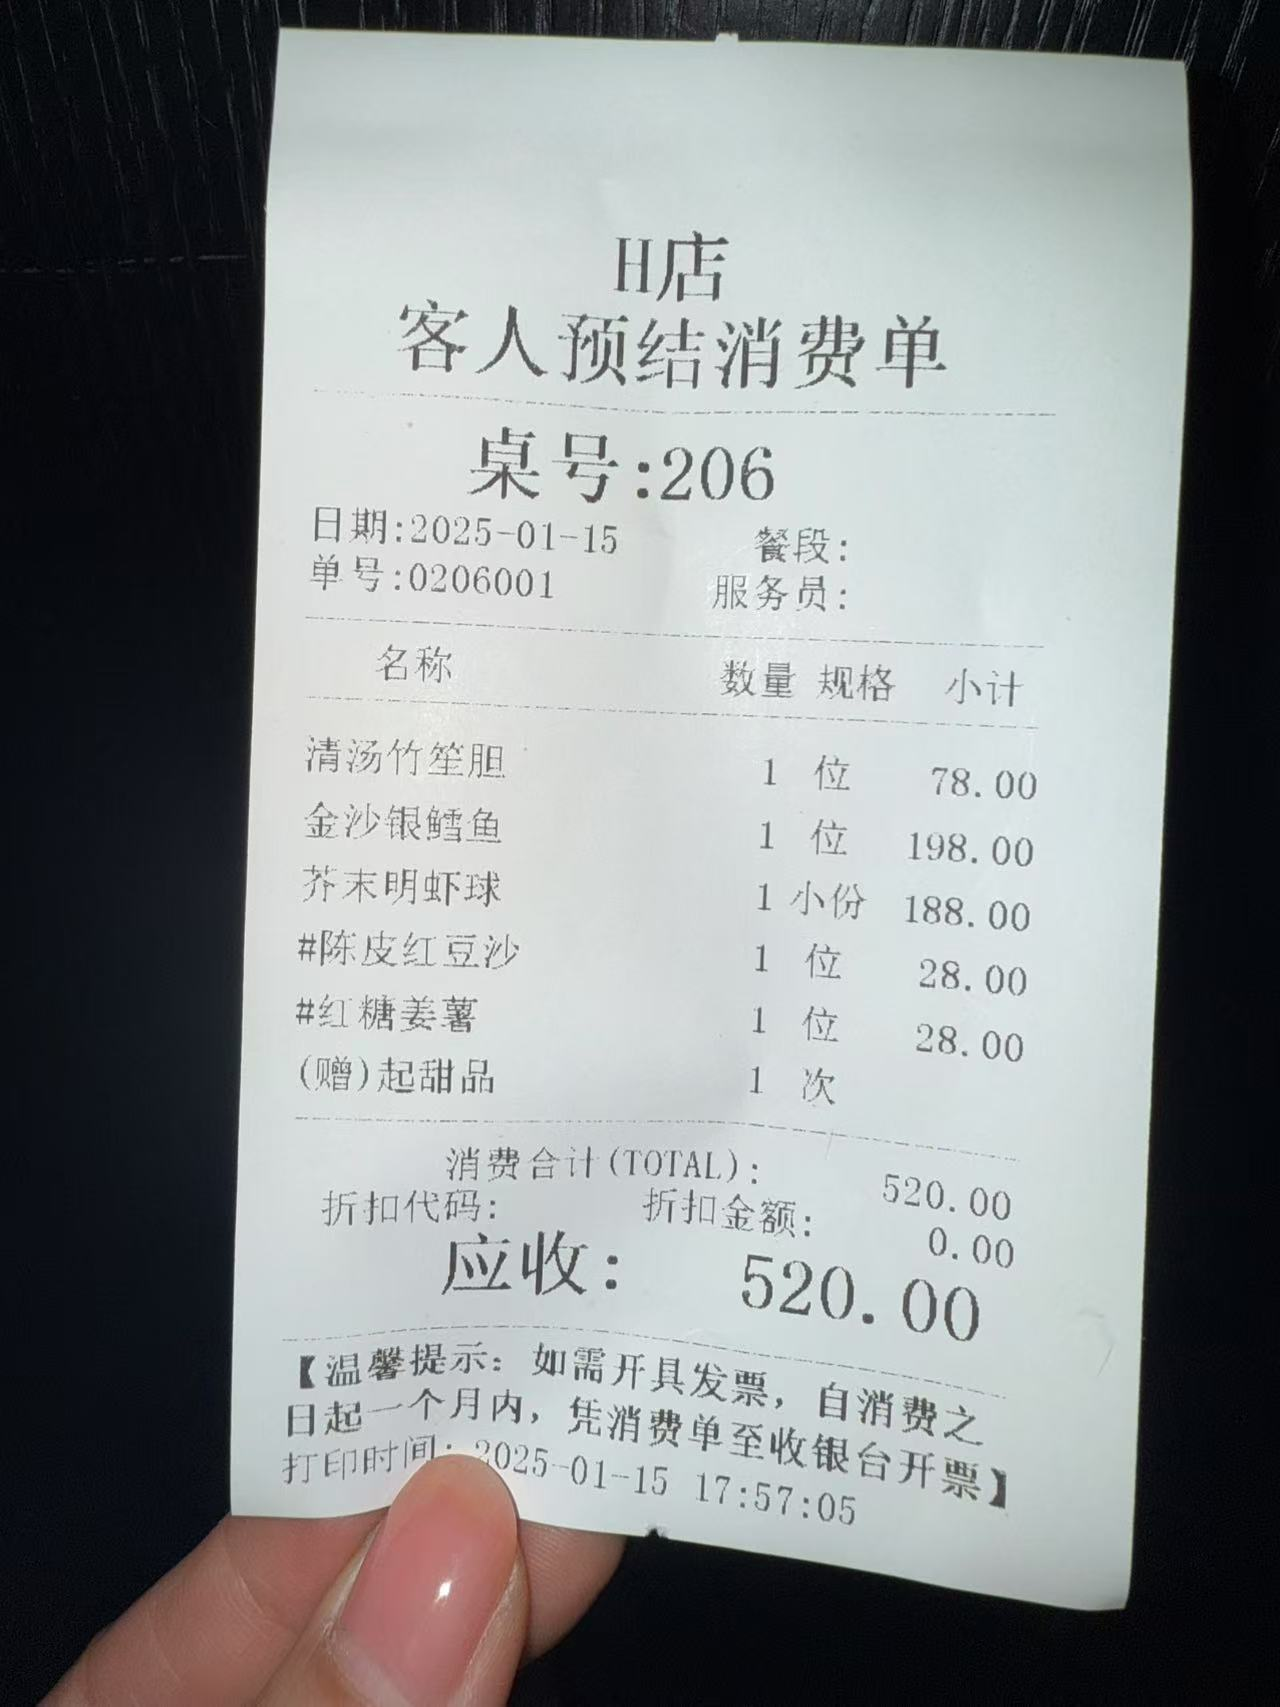 H店
客人预结消费单
桌号:206
日期:2025-01-15 餐段:
单号:0206001 服务员:
名称 数量 规格 小计
清汤竹笙胆 1 位 78.00
金沙银鳕鱼 1 位 198.00
芥末明虾球 1 小份 188.00
#陈皮红豆沙 1 位 28.00
#红糖姜薯 1 位 28.00
(赠)起甜品 1 次
消费合计(TOTAL): 520.00
折扣代码: 折扣金额: 0.00
应收: 520.00
【温馨提示: 如需开具发票, 自消费之
日起一个月内, 凭消费单至收银台开票】
打印时间: 2025-01-15 17:57:05